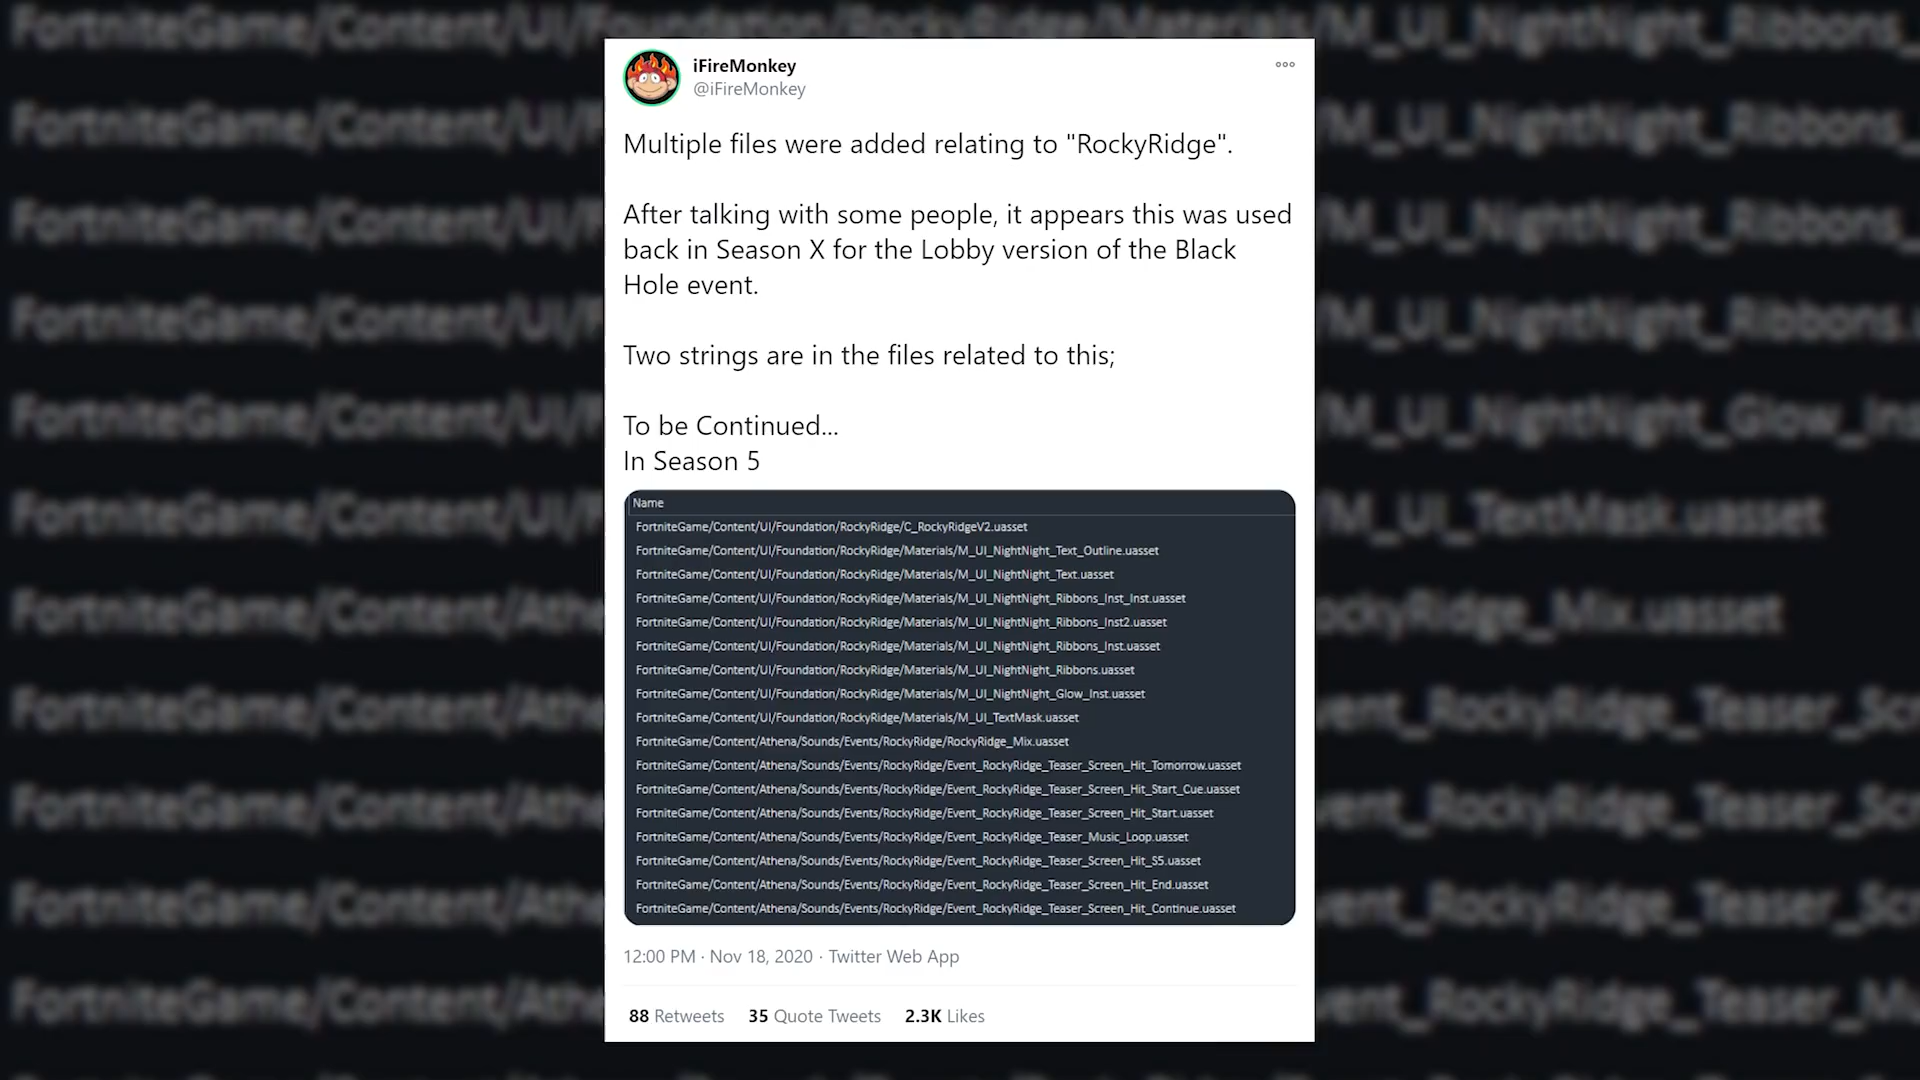 iFireMonkey
@iFireMonkey
Multiple files were added relating to "RockyRidge".
After talking with some people, it appears this was used
back in Season X for the Lobby version of the Black
Hole event.
Two strings are in the files related to this;
To be Continued...
In Season 5
Name
FortniteGame/Content/UI/Foundation/RockyRidge/C_RockyRidgeV2.uasset
FortniteGame/Content/UI/Foundation/RockyRidge/Materials/M_UI_NightNight_Text_Outline.uasset
FortniteGame/Content/UI/Foundation/RockyRidge/Materials/M_UI_NightNight_Text.uasset
FortniteGame/Content/UI/Foundation/RockyRidge/Materials/M_UI_NightNight_Ribbons_Inst_Inst.uasset
FortniteGame/Content/UI/Foundation/RockyRidge/Materials/M_UI_NightNight_Ribbons_Inst2.uasset
FortniteGame/Content/UI/Foundation/RockyRidge/Materials/M_UI_NightNight_Ribbons_Inst.uasset
FortniteGame/Content/UI/Foundation/RockyRidge/Materials/M_UI_NightNight_Ribbons.uasset
FortniteGame/Content/UI/Foundation/RockyRidge/Materials/M_UI_NightNight_Glow_Inst.uasset
FortniteGame/Content/UI/Foundation/RockyRidge/Materials/M_UI_TextMask.uasset
FortniteGame/Content/Athena/Sounds/Events/RockyRidge/RockyRidge_Mix.uasset
FortniteGame/Content/Athena/Sounds/Events/RockyRidge/Event_RockyRidge_Teaser_Screen_Hit_Tomorrow.uasset
FortniteGame/Content/Athena/Sounds/Events/RockyRidge/Event_RockyRidge_Teaser_Screen_Hit_Start_Cue.uasset
FortniteGame/Content/Athena/Sounds/Events/RockyRidge/Event_RockyRidge_Teaser_Screen_Hit_Start.uasset
FortniteGame/Content/Athena/Sounds/Events/RockyRidge/Event_RockyRidge_Teaser_Music_Loop.uasset
FortniteGame/Content/Athena/Sounds/Events/RockyRidge/Event_RockyRidge_Teaser_Screen_Hit_S5.uasset
FortniteGame/Content/Athena/Sounds/Events/RockyRidge/Event_RockyRidge_Teaser_Screen_Hit_End.uasset
FortniteGame/Content/Athena/Sounds/Events/RockyRidge/Event_RockyRidge_Teaser_Screen_Hit_Continue.uasset
12:00 PM · Nov 18, 2020 · Twitter Web App
88 Retweets 35 Quote Tweets 2.3K Likes